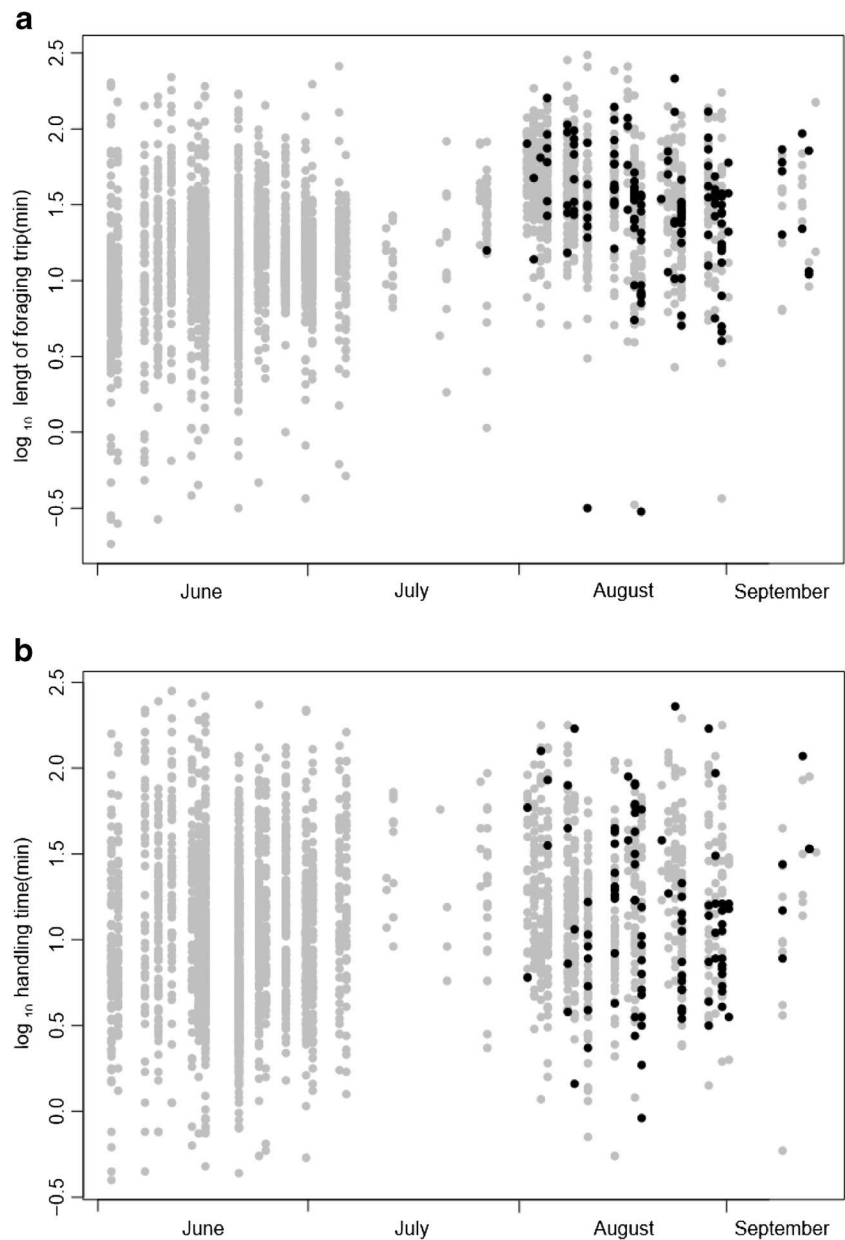 a
2.5
2.0
1.5
1.0
0.5
0.0
−0.5
log 10 lengt of foraging trip(min)
June July August September
b
2.5
2.0
1.5
1.0
0.5
0.0
−0.5
log 10 handling time(min)
June July August September